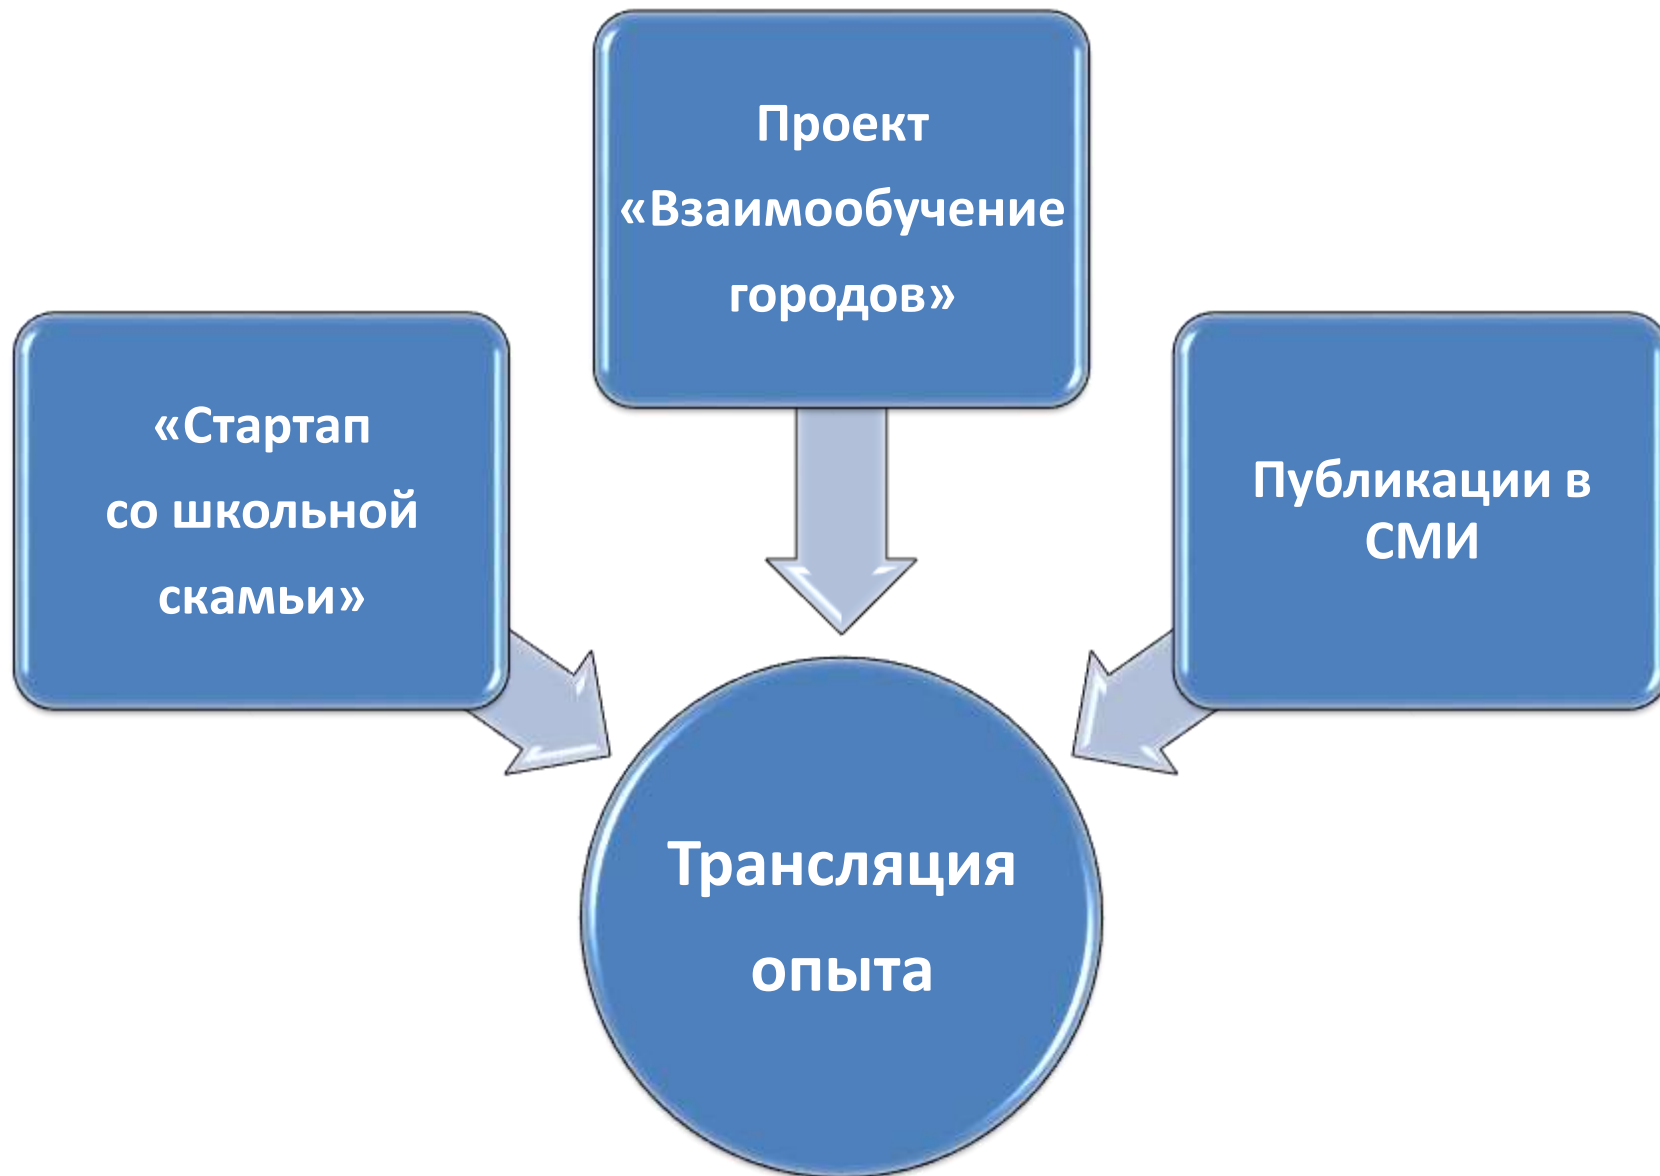 Проект
«Взаимообучение
городов»
«Стартап
со школьной
скамьи»
Публикации в
СМИ
Трансляция
опыта